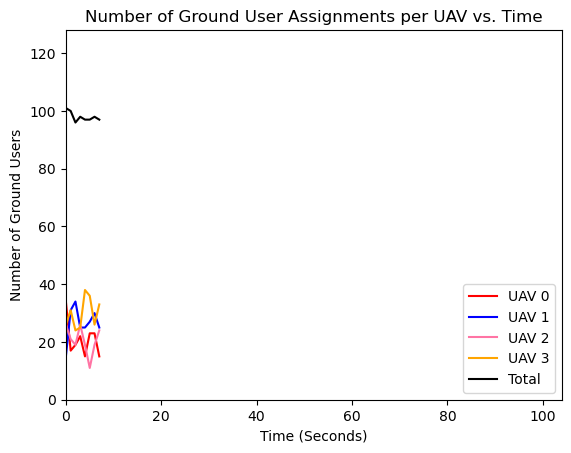 Number of Ground User Assignments per UAV vs. Time
Number of Ground Users
120
100
80
60
40
20
0
0 20 40 60 80 100
Time (Seconds)
UAV 0
UAV 1
UAV 2
UAV 3
Total